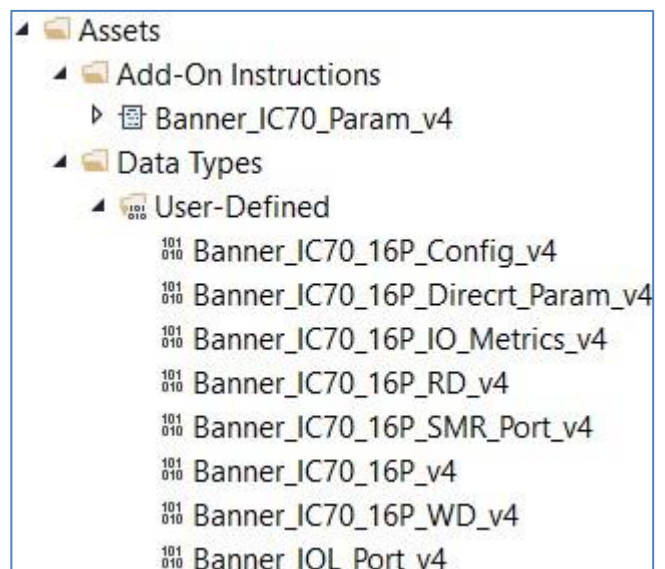 Assets
Add-On Instructions
Banner_IC70_Param_v4
Data Types
User-Defined
Banner_IC70_16P_Config_v4
Banner_IC70_16P_Direcrt_Param_v4
Banner_IC70_16P_IO_Metrics_v4
Banner_IC70_16P_RD_v4
Banner_IC70_16P_SMR_Port_v4
Banner_IC70_16P_v4
Banner_IC70_16P_WD_v4
Banner_IOL_Port_v4